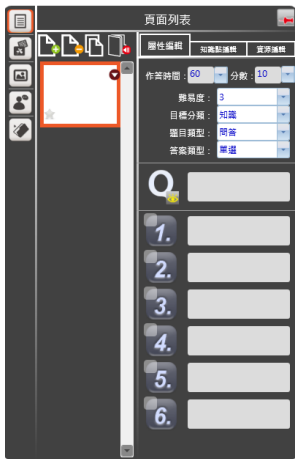 頁面列表
屬性編輯 知識點編輯 資源編輯
作答時間： 60 分數： 10
難易度： 3
目標分類： 知識
題目類型： 問答
答案類型： 單選
Q
1.
2.
3.
4.
5.
6.